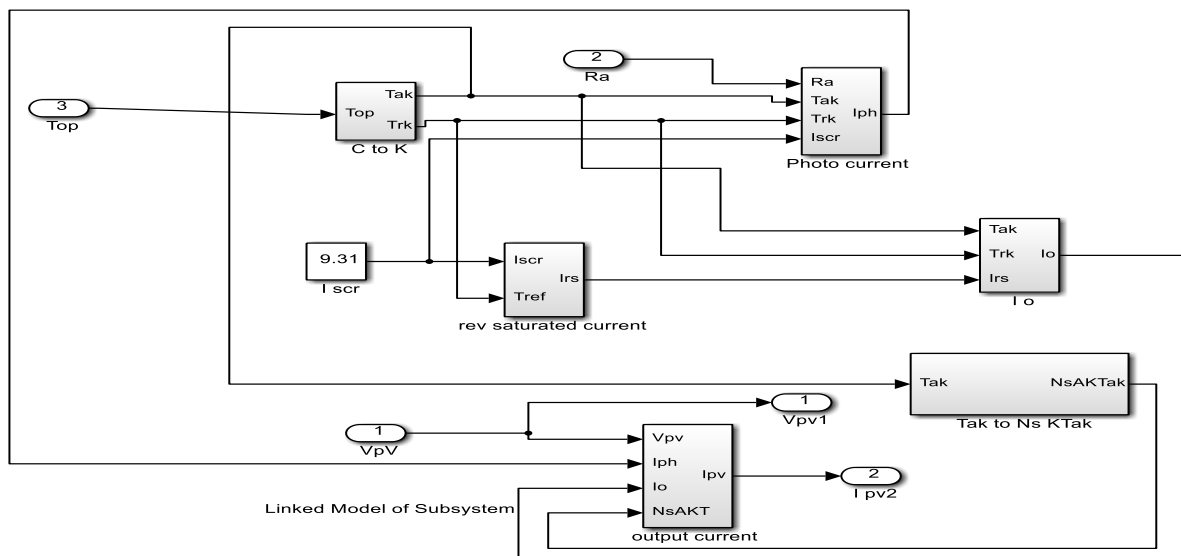 2
Ra
3
Top
Top
Tak
Trk
C to K
Ra
Tak
Trk
Iscr
Iph
Photo current
9.31
I scr
Iscr
Tref
Irs
rev saturated current
Tak
Trk
Irs
Io
I o
Tak
NsAKTak
Tak to Ns KTak
1
VpV
1
Vpv1
Vpv
Iph
Io
NsAKT
Ipv
output current
2
I pv2
Linked Model of Subsystem